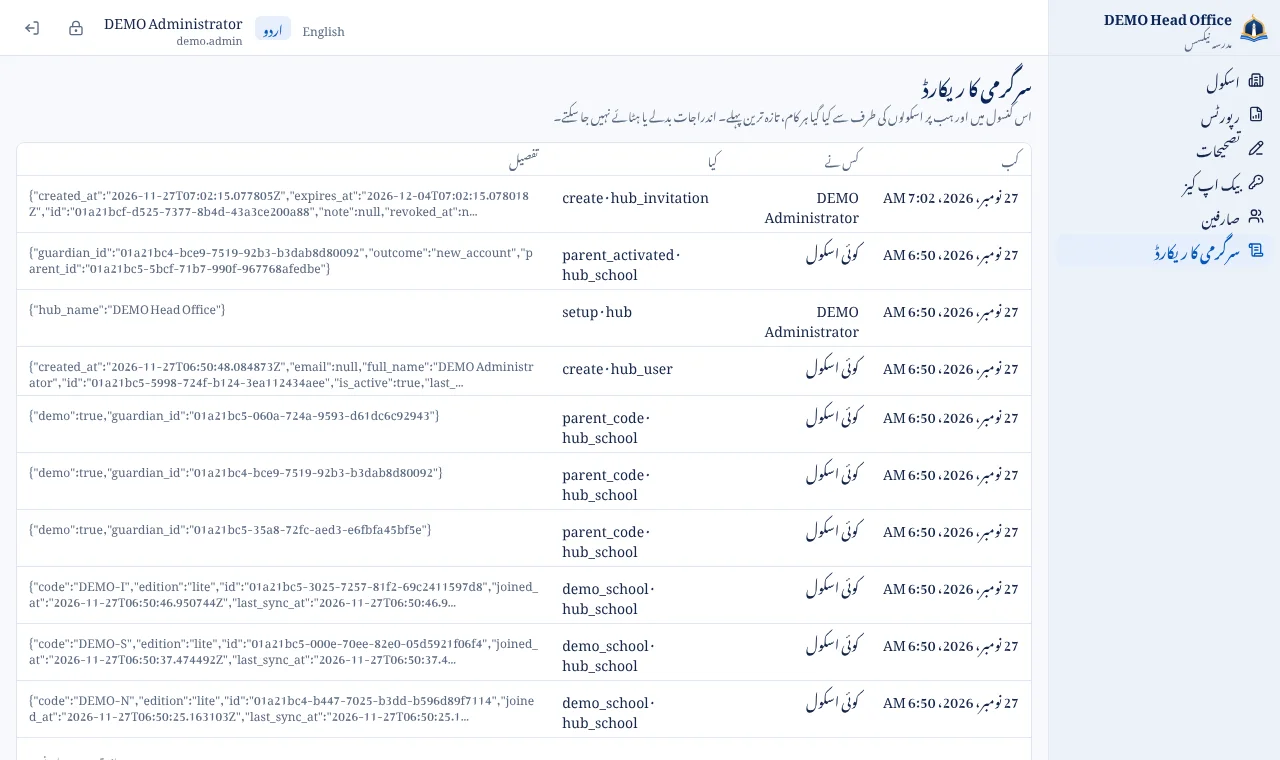 DEMO Head Office
مدرسہ نیکسس
DEMO Administrator
demo.admin
اردو
English
اسکول
رپورٹس
تصحیحات
بیک اپ کیز
صارفین
سرگرمی کا ریکارڈ
سرگرمی کا ریکارڈ
اس کنسول میں اور ہب پر اسکولوں کی طرف سے کیا گیا ہر کام، تازہ ترین پہلے۔ اندراجات بدلے یا ہٹائے نہیں جا سکتے۔
کب کس نے کیا تفصیل
27 نومبر، 2026، 7:02 AM
DEMO
Administrator
create · hub_invitation
{"created_at":"2026-11-27T07:02:15.077805Z","expires_at":"2026-12-04T07:02:15.078018
Z","id":"01a21bcf-d525-7377-8b4d-43a3ce200a88","note":null,"revoked_at":n...
27 نومبر، 2026، 6:50 AM
کوئی اسکول
parent_activated ·
hub_school
{"guardian_id":"01a21bc4-bce9-7519-92b3-b3dab8d80092","outcome":"new_account","p
arent_id":"01a21bc5-5bcf-71b7-990f-967768afedbe"}
27 نومبر، 2026، 6:50 AM
DEMO
Administrator
setup · hub
{"hub_name":"DEMO Head Office"}
27 نومبر، 2026، 6:50 AM
کوئی اسکول
create · hub_user
{"created_at":"2026-11-27T06:50:48.084873Z","email":null,"full_name":"DEMO Administr
ator","id":"01a21bc5-5998-724f-b124-3ea112434aee","is_active":true,"last_...
27 نومبر، 2026، 6:50 AM
کوئی اسکول
parent_code ·
hub_school
{"demo":true,"guardian_id":"01a21bc5-060a-724a-9593-d61dc6c92943"}
27 نومبر، 2026، 6:50 AM
کوئی اسکول
parent_code ·
hub_school
{"demo":true,"guardian_id":"01a21bc4-bce9-7519-92b3-b3dab8d80092"}
27 نومبر، 2026، 6:50 AM
کوئی اسکول
parent_code ·
hub_school
{"demo":true,"guardian_id":"01a21bc5-35a8-72fc-aed3-e6fbfa45bf5e"}
27 نومبر، 2026، 6:50 AM
کوئی اسکول
demo_school ·
hub_school
{"code":"DEMO-I","edition":"lite","id":"01a21bc5-3025-7257-81f2-69c2411597d8","joined_
at":"2026-11-27T06:50:46.950744Z","last_sync_at":"2026-11-27T06:50:46.9...
27 نومبر، 2026، 6:50 AM
کوئی اسکول
demo_school ·
hub_school
{"code":"DEMO-S","edition":"lite","id":"01a21bc5-000e-70ee-82e0-05d5921f06f4","joined_
at":"2026-11-27T06:50:37.474492Z","last_sync_at":"2026-11-27T06:50:37.4...
27 نومبر، 2026، 6:50 AM
کوئی اسکول
demo_school ·
hub_school
{"code":"DEMO-N","edition":"lite","id":"01a21bc4-b447-7025-b3dd-b596d89f7114","joine
d_at":"2026-11-27T06:50:25.163103Z","last_sync_at":"2026-11-27T06:50:25.1...